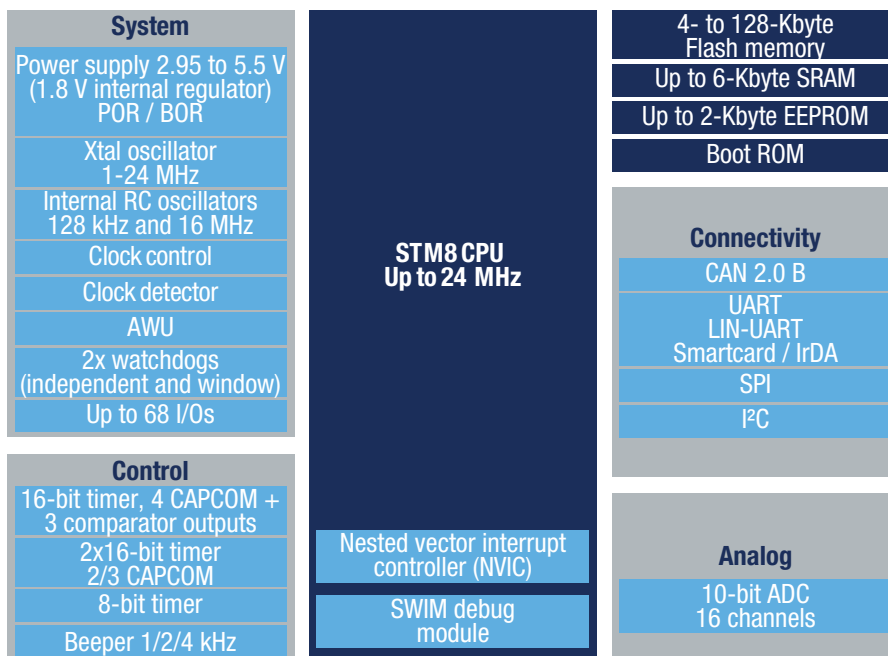 System
Power supply 2.95 to 5.5 V
(1.8 V internal regulator)
POR / BOR
Xtal oscillator
1-24 MHz
Internal RC oscillators
128 kHz and 16 MHz
Clock control
Clock detector
AWU
2x watchdogs
(independent and window)
Up to 68 I/Os
Control
16-bit timer, 4 CAPCOM +
3 comparator outputs
2x16-bit timer
2/3 CAPCOM
8-bit timer
Beeper 1/2/4 kHz
STM8 CPU
Up to 24 MHz
Nested vector interrupt
controller (NVIC)
SWIM debug
module
4- to 128-Kbyte
Flash memory
Up to 6-Kbyte SRAM
Up to 2-Kbyte EEPROM
Boot ROM
Connectivity
CAN 2.0 B
UART
LIN-UART
Smartcard / IrDA
SPI
I²C
Analog
10-bit ADC
16 channels